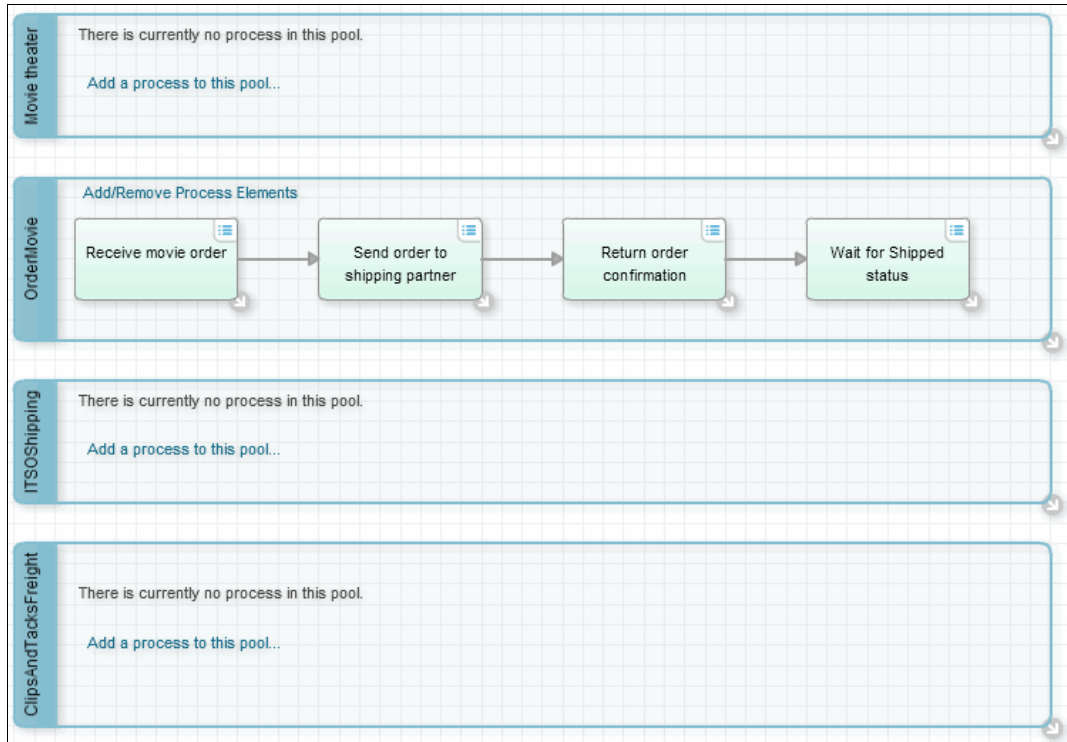 Movie theater
There is currently no process in this pool.
Add a process to this pool...
OrderMovie
Add/Remove Process Elements
Receive movie order
Send order to
shipping partner
Return order
confirmation
Wait for Shipped
status
ITSOShipping
There is currently no process in this pool.
Add a process to this pool...
ClipsAndTacksFreight
There is currently no process in this pool.
Add a process to this pool...